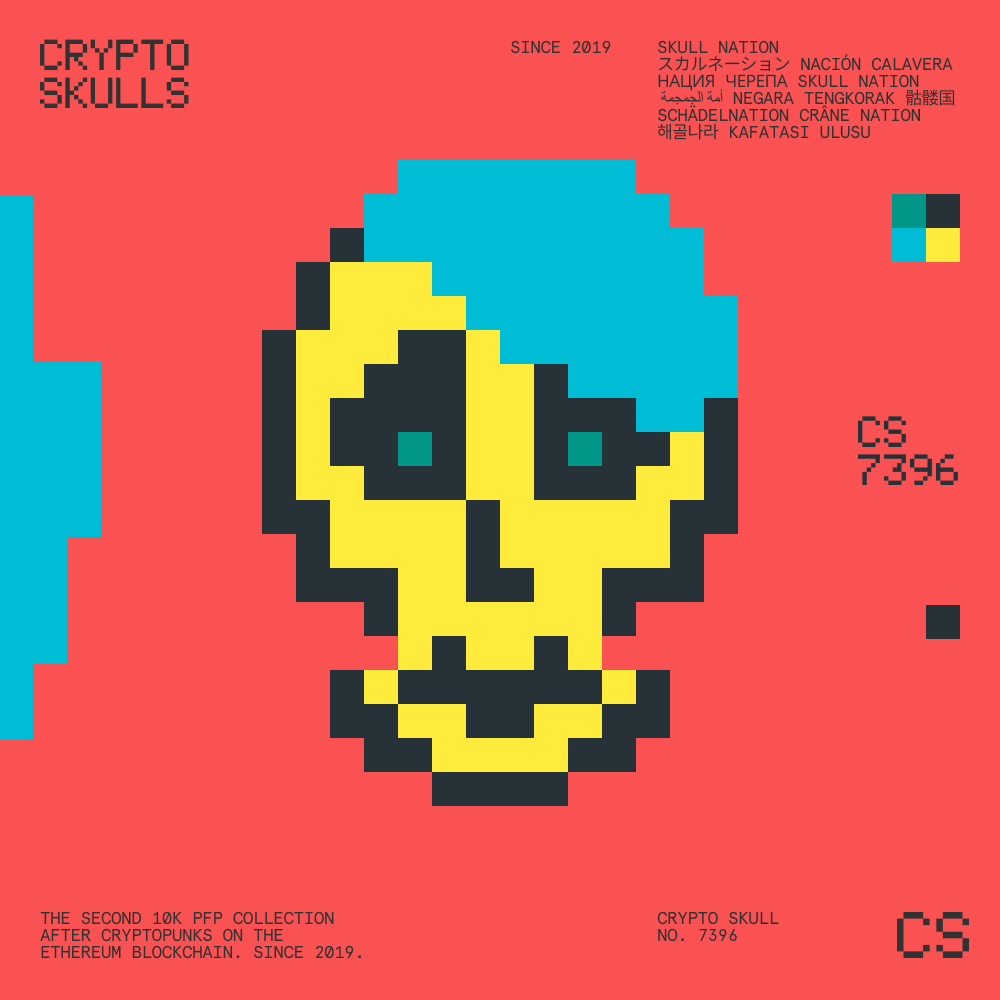 CRYPTO
SKULLS
SINCE 2019
SKULL NATION
スカルネーション NACIÓN CALAVERA
НАЦИЯ ЧЕРЕПА SKULL NATION
أمة الجمجمة NEGARA TENGKORAK 骷髅国
SCHÄDELNATION CRÂNE NATION
해골나라 KAFATASI ULUSU
CS
7396
THE SECOND 10K PFP COLLECTION
AFTER CRYPTOPUNKS ON THE
ETHEREUM BLOCKCHAIN. SINCE 2019.
CRYPTO SKULL
NO. 7396
CS